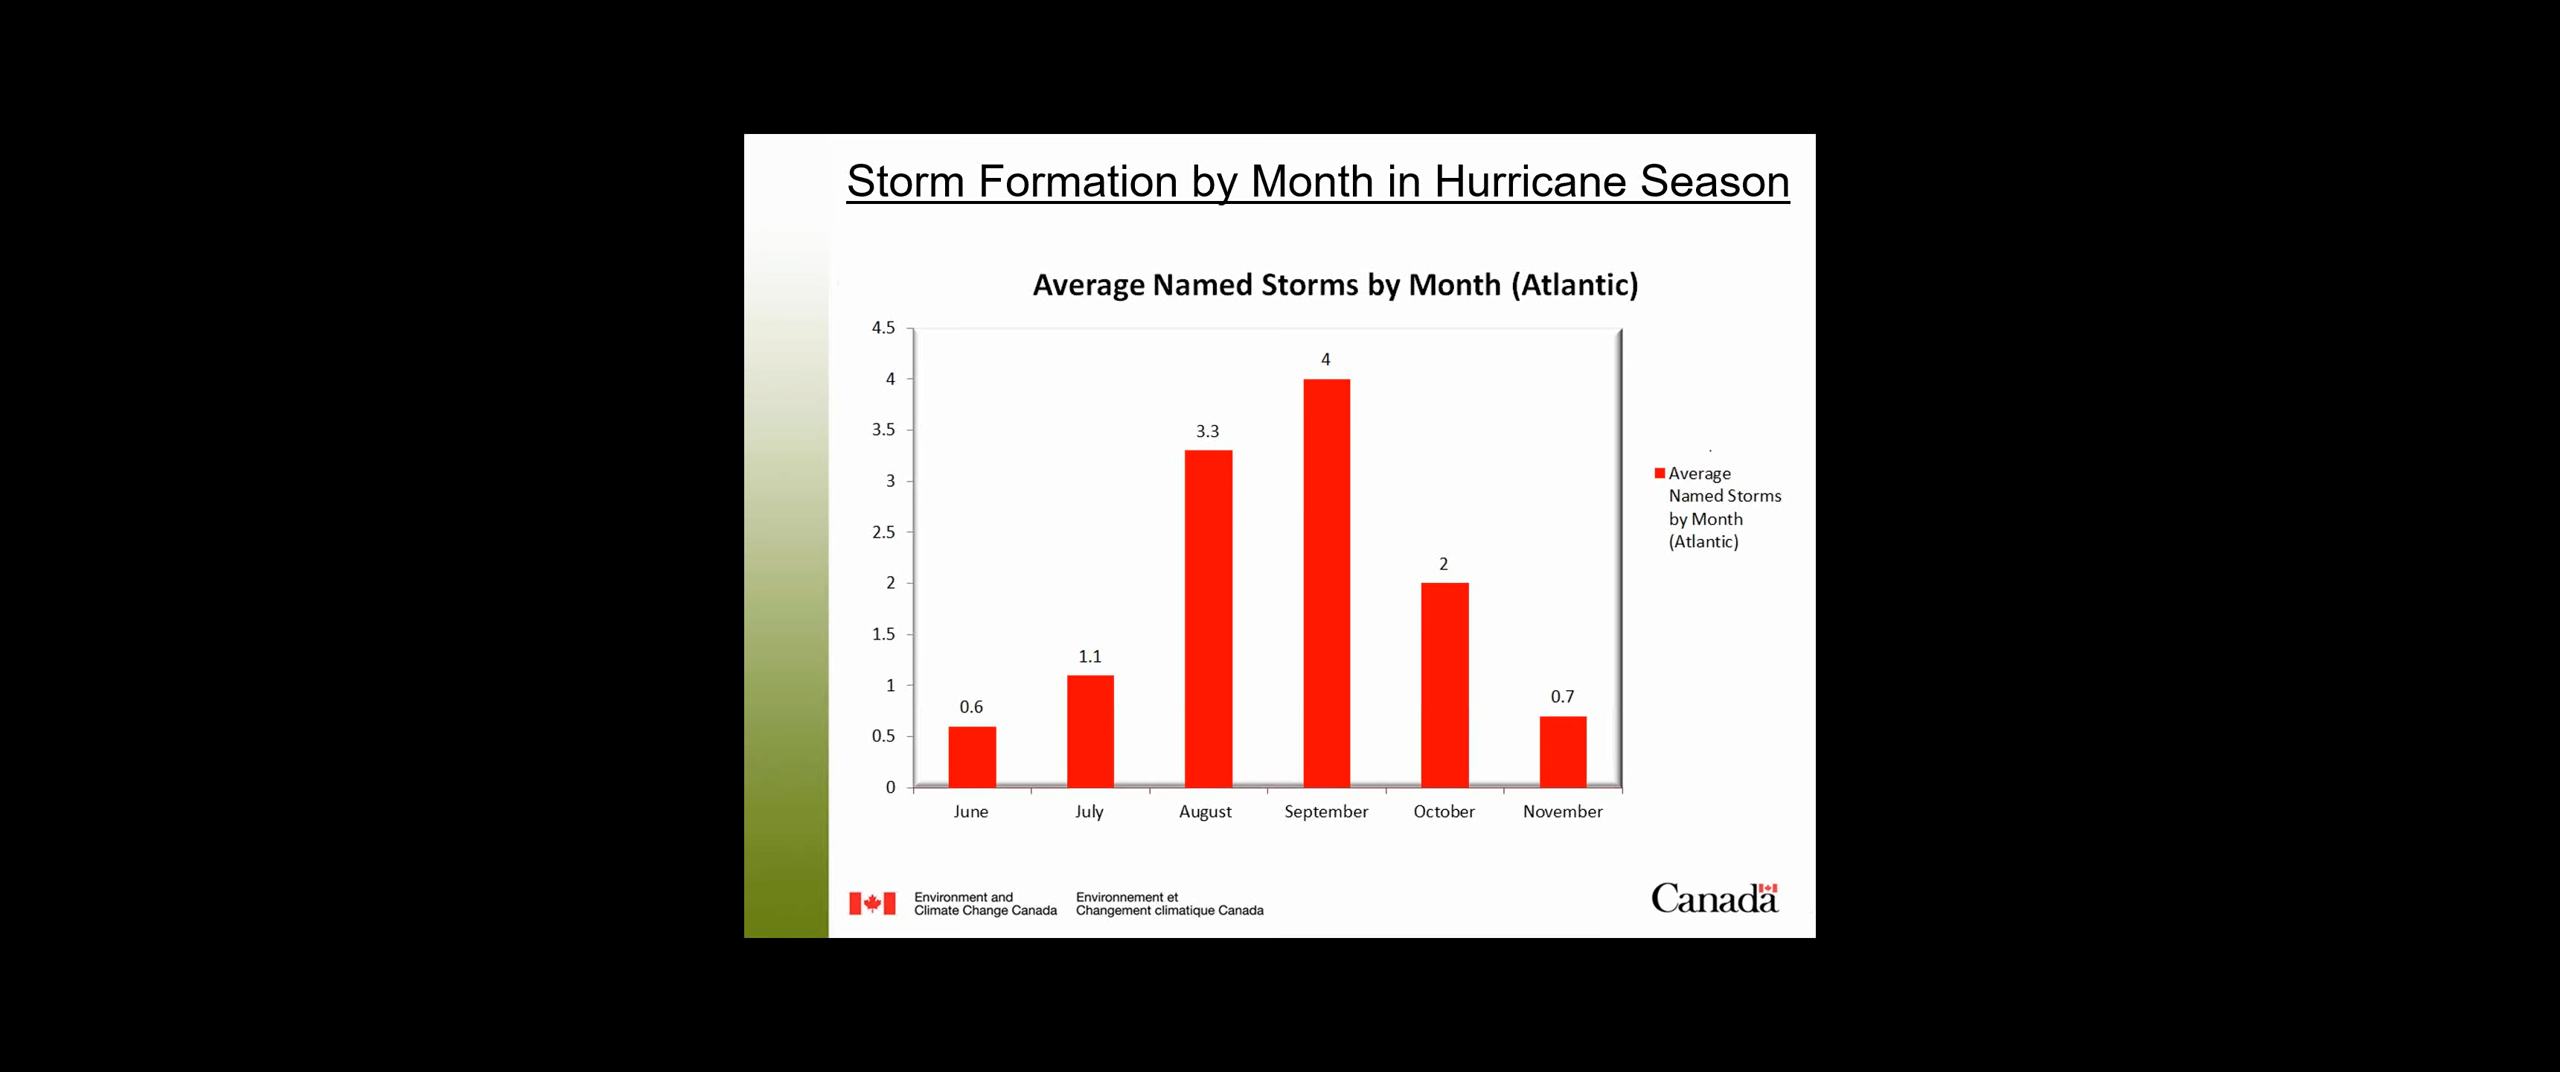 Storm Formation by Month in Hurricane Season
Average Named Storms by Month (Atlantic)
4.5
4
3.5
3
2.5
2
1.5
1
0.5
0
0.6
1.1
3.3
4
2
0.7
June
July
August
September
October
November
Average
Named Storms
by Month
(Atlantic)
Environment and
Climate Change Canada
Environnement et
Changement climatique Canada
Canada